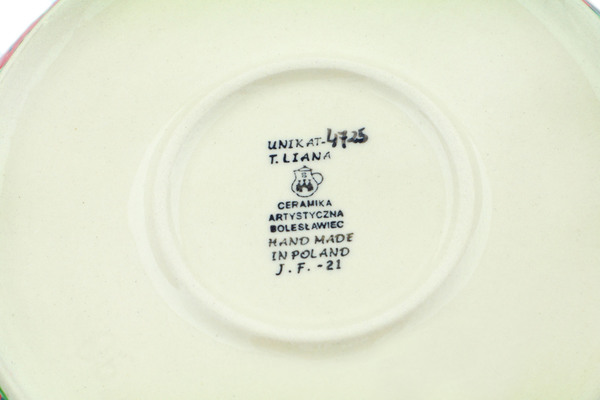 UNIKAT-4725
T. LIANA
CERAMIKA
ARTYSTYCZNA
BOLESŁAWIEC
HAND MADE
IN POLAND
J.F. -21